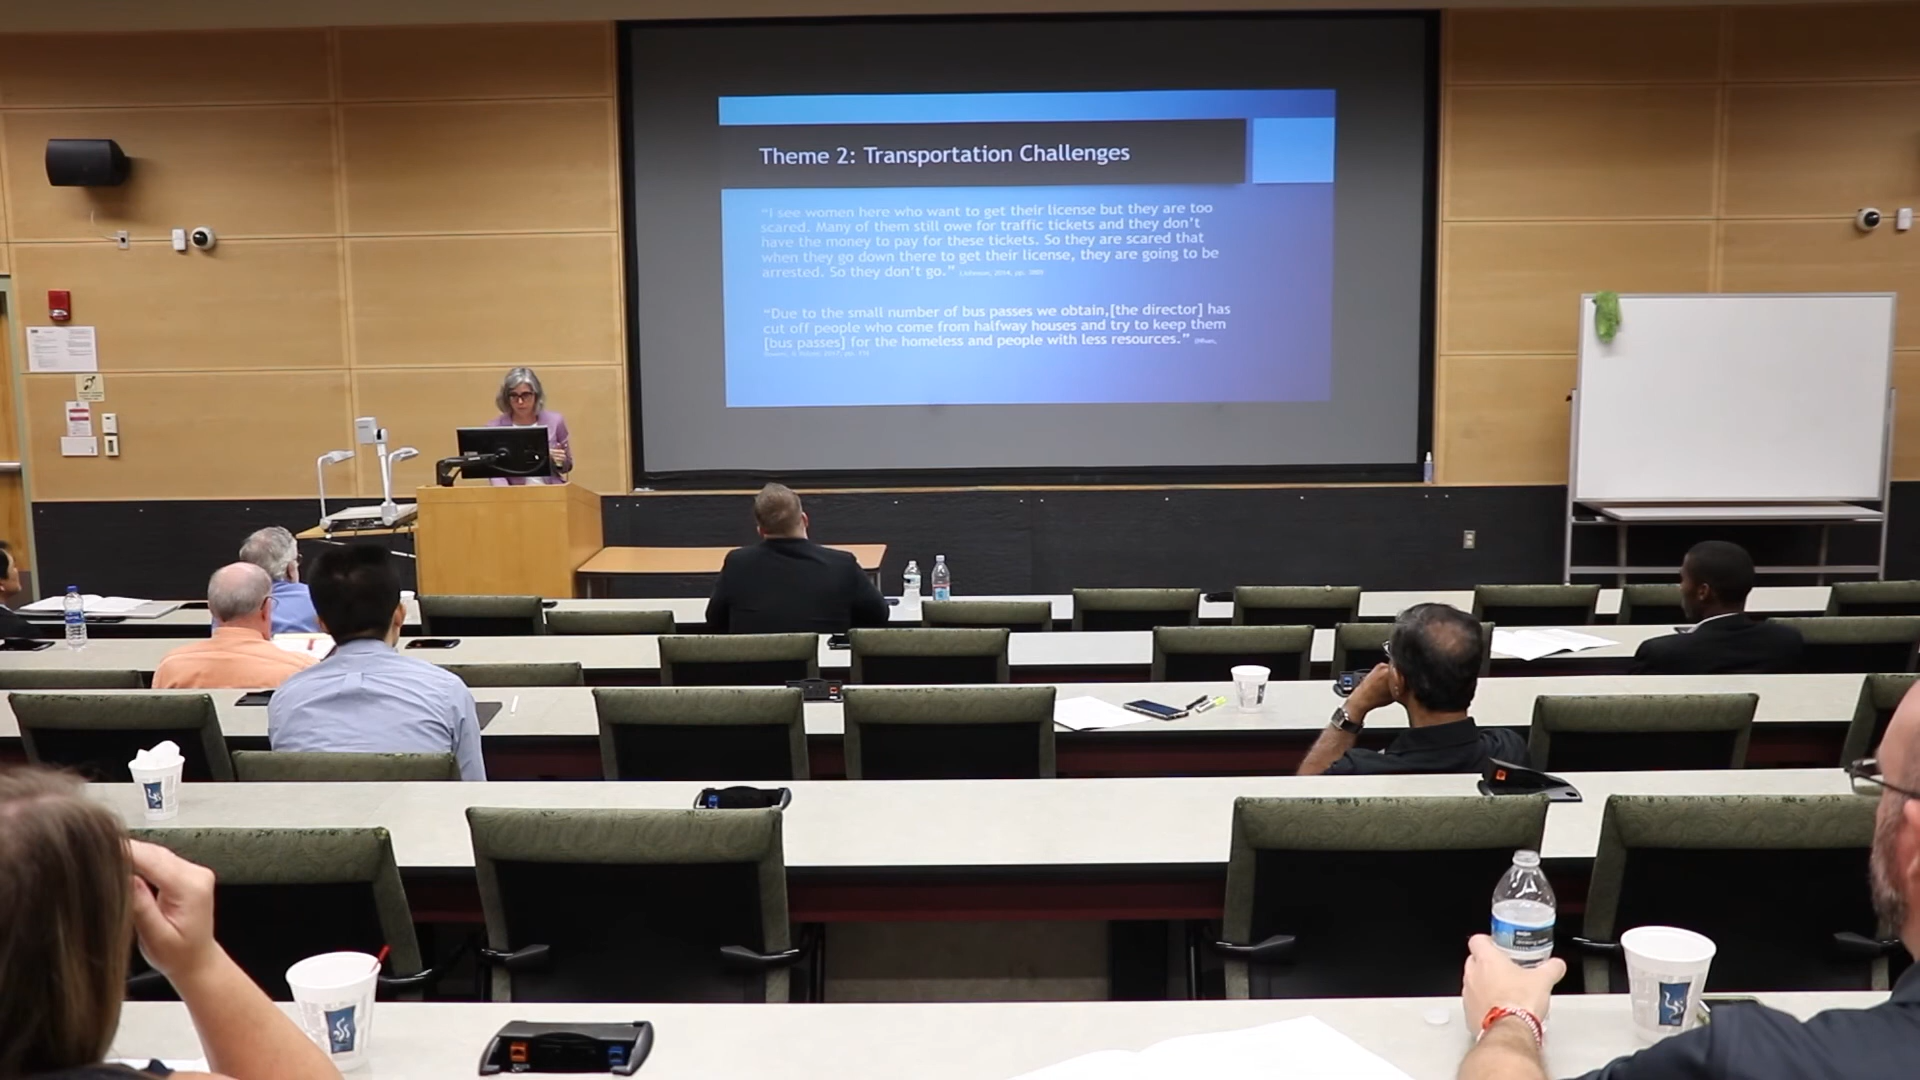 Theme 2: Transportation Challenges
“I see women here who want to get their license but they are too
scared. Many of them still owe for traffic tickets and they don’t
have the money to pay for these tickets. So they are scared that
when they go down there to get their license, they are going to be
arrested. So they don’t go.”
“Due to the small number of bus passes we obtain,[the director] has
cut off people who come from halfway houses and try to keep them
[bus passes] for the homeless and people with less resources.”